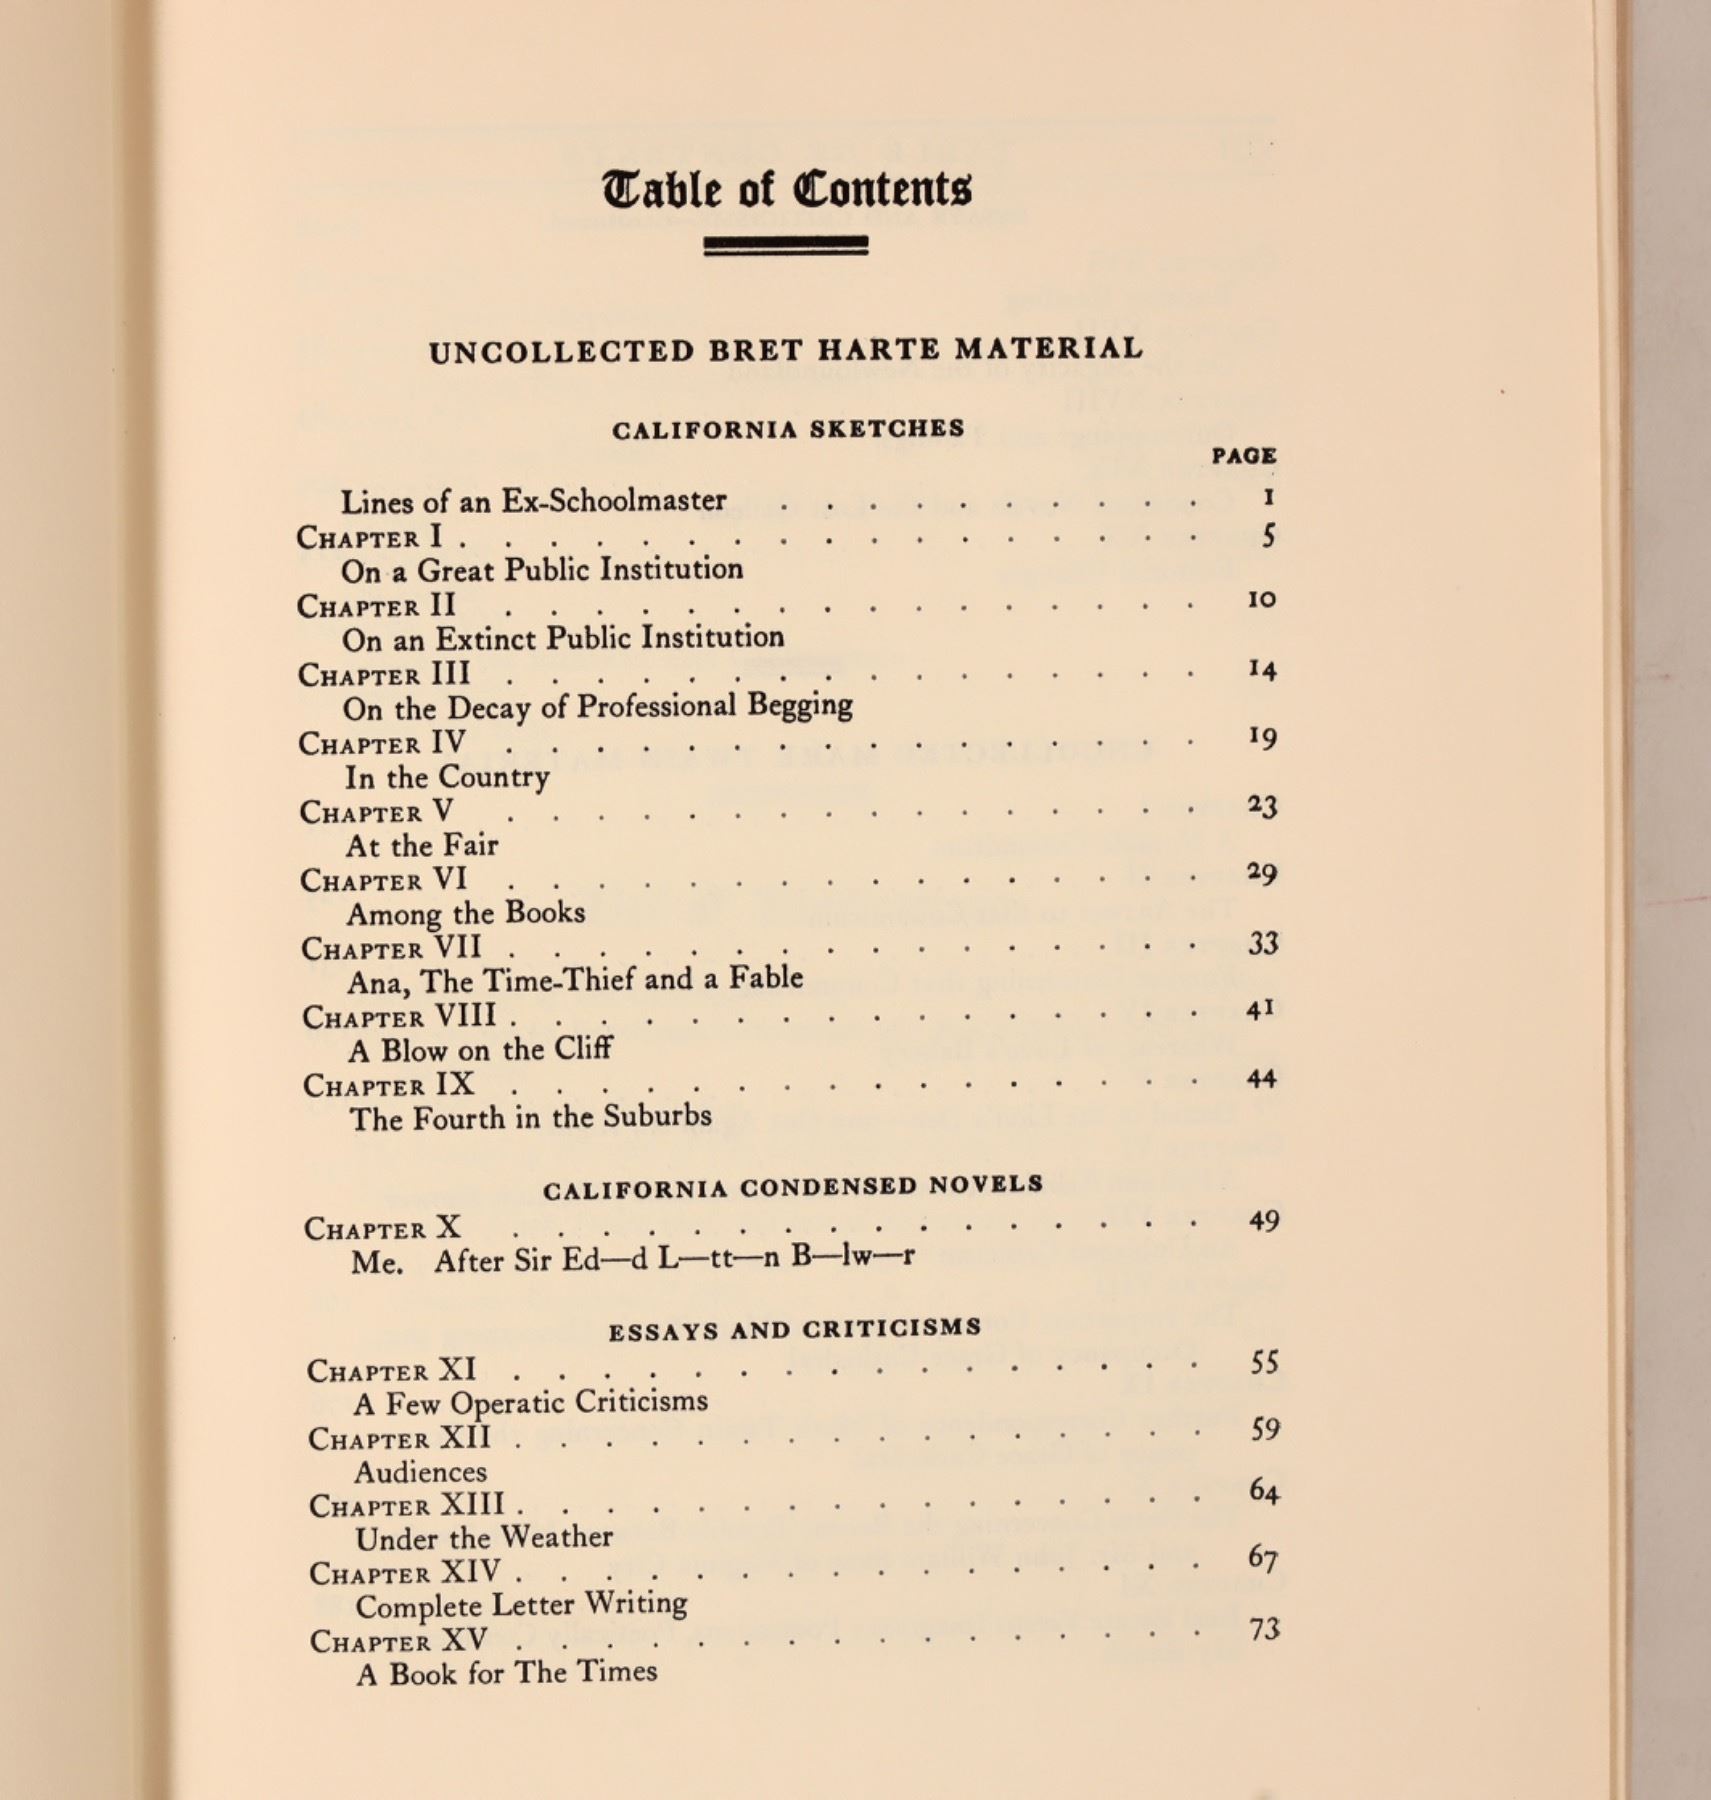 Table of Contents
UNCOLLECTED BRET HARTE MATERIAL
CALIFORNIA SKETCHES
PAGE
Lines of an Ex-Schoolmaster . . . . . . . . . . 1
CHAPTER I . . . . . . . . . . . . . . . . . 5
On a Great Public Institution
CHAPTER II . . . . . . . . . . . . . . . . 10
On an Extinct Public Institution
CHAPTER III . . . . . . . . . . . . . . . . 14
On the Decay of Professional Begging
CHAPTER IV . . . . . . . . . . . . . . . . 19
In the Country
CHAPTER V . . . . . . . . . . . . . . . . 23
At the Fair
CHAPTER VI . . . . . . . . . . . . . . . . 29
Among the Books
CHAPTER VII . . . . . . . . . . . . . . . . 33
Ana, The Time-Thief and a Fable
CHAPTER VIII . . . . . . . . . . . . . . . . 41
A Blow on the Cliff
CHAPTER IX . . . . . . . . . . . . . . . . 44
The Fourth in the Suburbs
CALIFORNIA CONDENSED NOVELS
CHAPTER X . . . . . . . . . . . . . . . . 49
Me. After Sir Ed—d L—tt—n B—lw—r
ESSAYS AND CRITICISMS
CHAPTER XI . . . . . . . . . . . . . . . . 55
A Few Operatic Criticisms
CHAPTER XII . . . . . . . . . . . . . . . . 59
Audiences
CHAPTER XIII . . . . . . . . . . . . . . . . 64
Under the Weather
CHAPTER XIV . . . . . . . . . . . . . . . . 67
Complete Letter Writing
CHAPTER XV . . . . . . . . . . . . . . . . 73
A Book for The Times